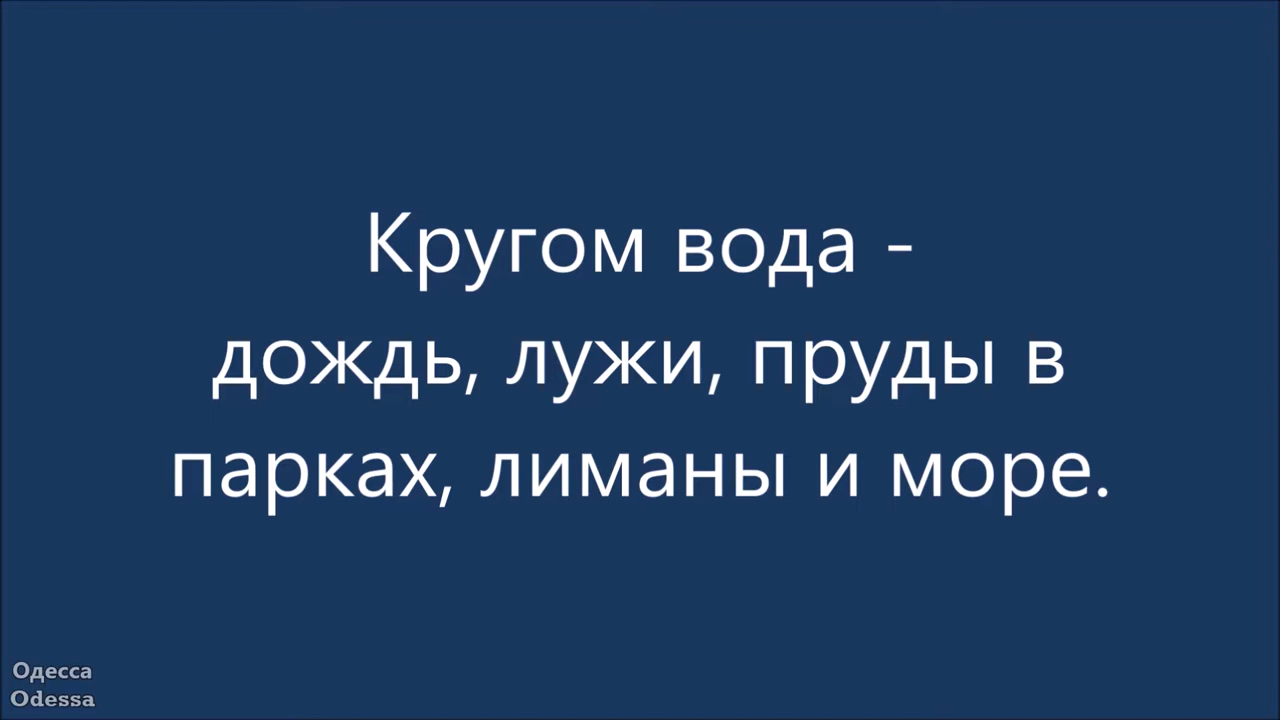 Кругом вода -
дождь, лужи, пруды в
парках, лиманы и море.
Одесса
Odessa